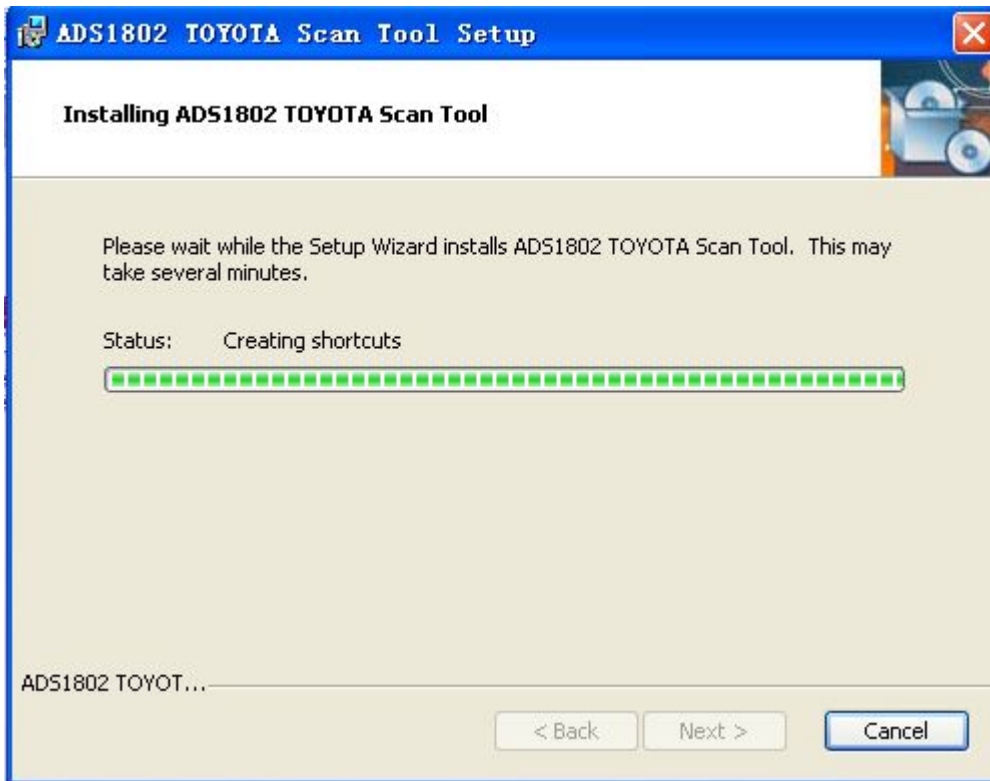 ADS1802 TOYOTA Scan Tool Setup
Installing ADS1802 TOYOTA Scan Tool
Please wait while the Setup Wizard installs ADS1802 TOYOTA Scan Tool. This may
take several minutes.
Status: Creating shortcuts
ADS1802 TOYOT...
< Back Next > Cancel